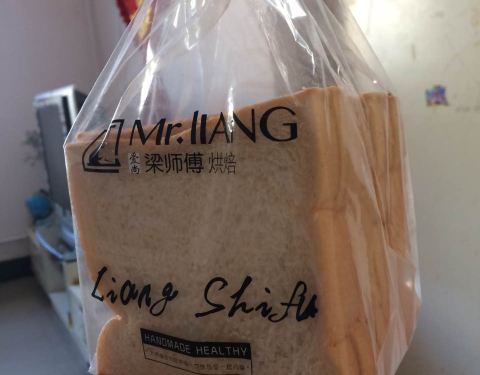 Mr.lIANG
爱尚 梁师傅 烘焙
Liang Shifu
HANDMADE HEALTHY